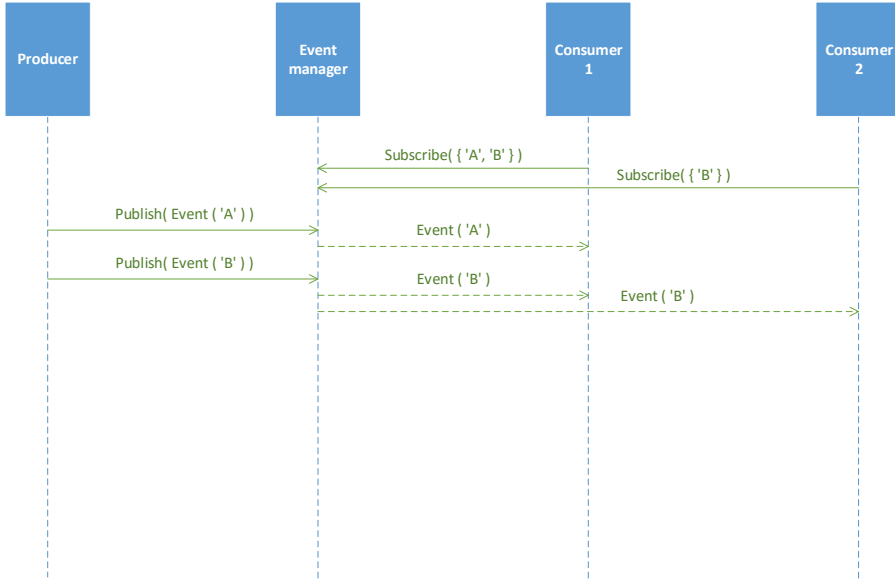 Producer
Event
manager
Consumer
1
Consumer
2
Subscribe( { 'A', 'B' } )
Subscribe( { 'B' } )
Publish( Event ( 'A' ) )
Event ( 'A' )
Publish( Event ( 'B' ) )
Event ( 'B' )
Event ( 'B' )